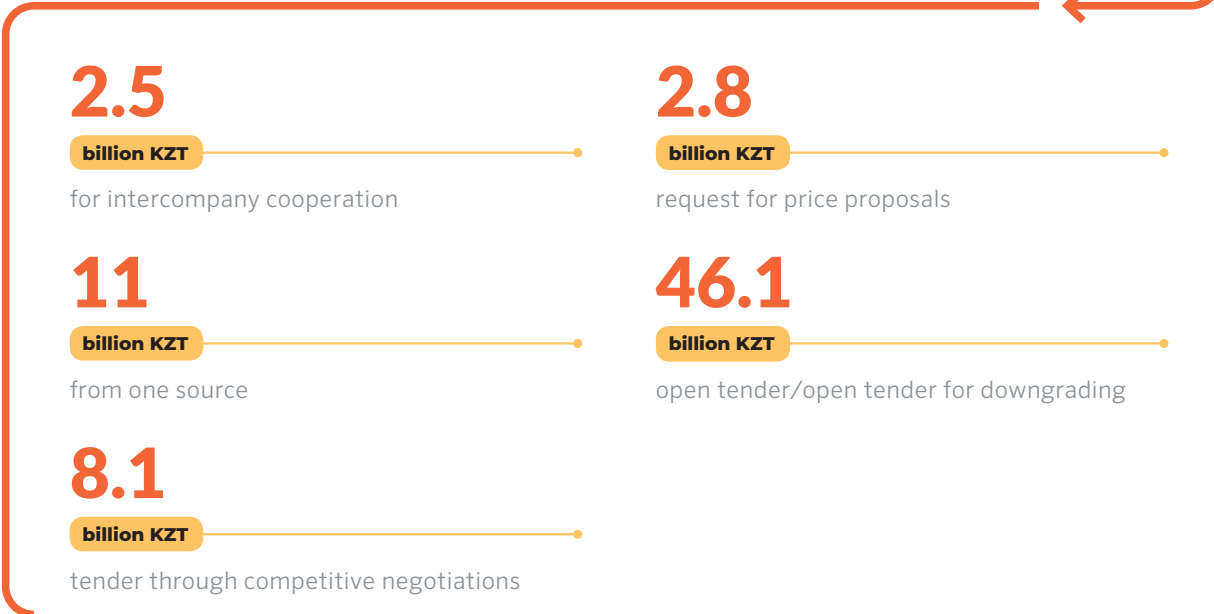 2.5
billion KZT
for intercompany cooperation
2.8
billion KZT
request for price proposals
11
billion KZT
from one source
46.1
billion KZT
open tender/open tender for downgrading
8.1
billion KZT
tender through competitive negotiations